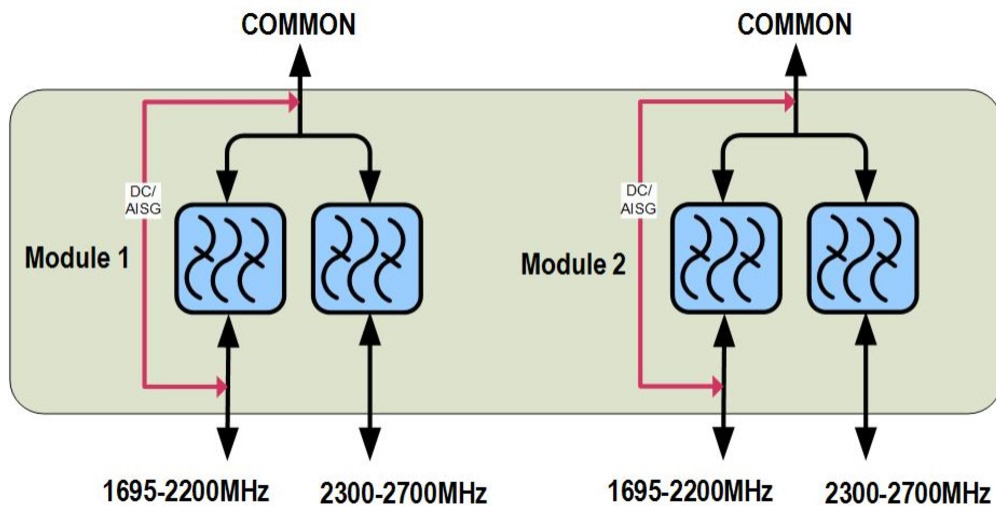 COMMON
COMMON
DC/
AISG
DC/
AISG
Module 1
Module 2
1695-2200MHz
2300-2700MHz
1695-2200MHz
2300-2700MHz